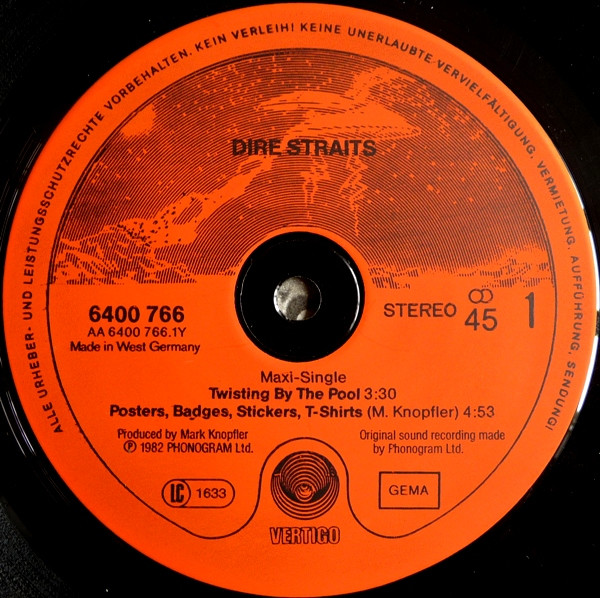 ALLE URHEBER- UND LEISTUNGSSCHUTZRECHTE VORBEHALTEN. KEIN VERLEIH! KEINE UNERLAUBTE VERVIELFÄLTIGUNG, VERMIETUNG, AUFFÜHRUNG, SENDUNG!
DIRE STRAITS
6400 766
AA 6400 766.1Y
Made in West Germany
STEREO 45 1
Maxi-Single
Twisting By The Pool 3:30
Posters, Badges, Stickers, T-Shirts (M. Knopfler) 4:53
Produced by Mark Knopfler
℗ 1982 PHONOGRAM Ltd.
Original sound recording made
by Phonogram Ltd.
LC 1633
GEMA
VERTIGO